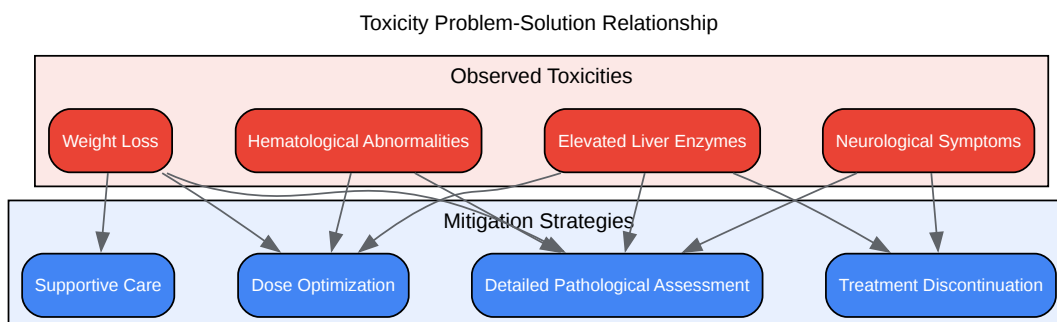 Toxicity Problem-Solution Relationship
Observed Toxicities
Weight Loss
Hematological Abnormalities
Elevated Liver Enzymes
Neurological Symptoms
Mitigation Strategies
Supportive Care
Dose Optimization
Detailed Pathological Assessment
Treatment Discontinuation